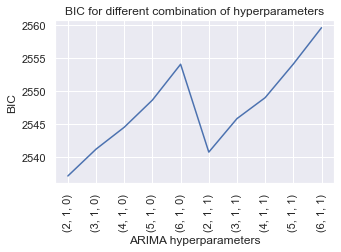 BIC for different combination of hyperparameters
BIC
2560
2555
2550
2545
2540
(2, 1, 0)
(3, 1, 0)
(4, 1, 0)
(5, 1, 0)
(6, 1, 0)
(2, 1, 1)
(3, 1, 1)
(4, 1, 1)
(5, 1, 1)
(6, 1, 1)
ARIMA hyperparameters